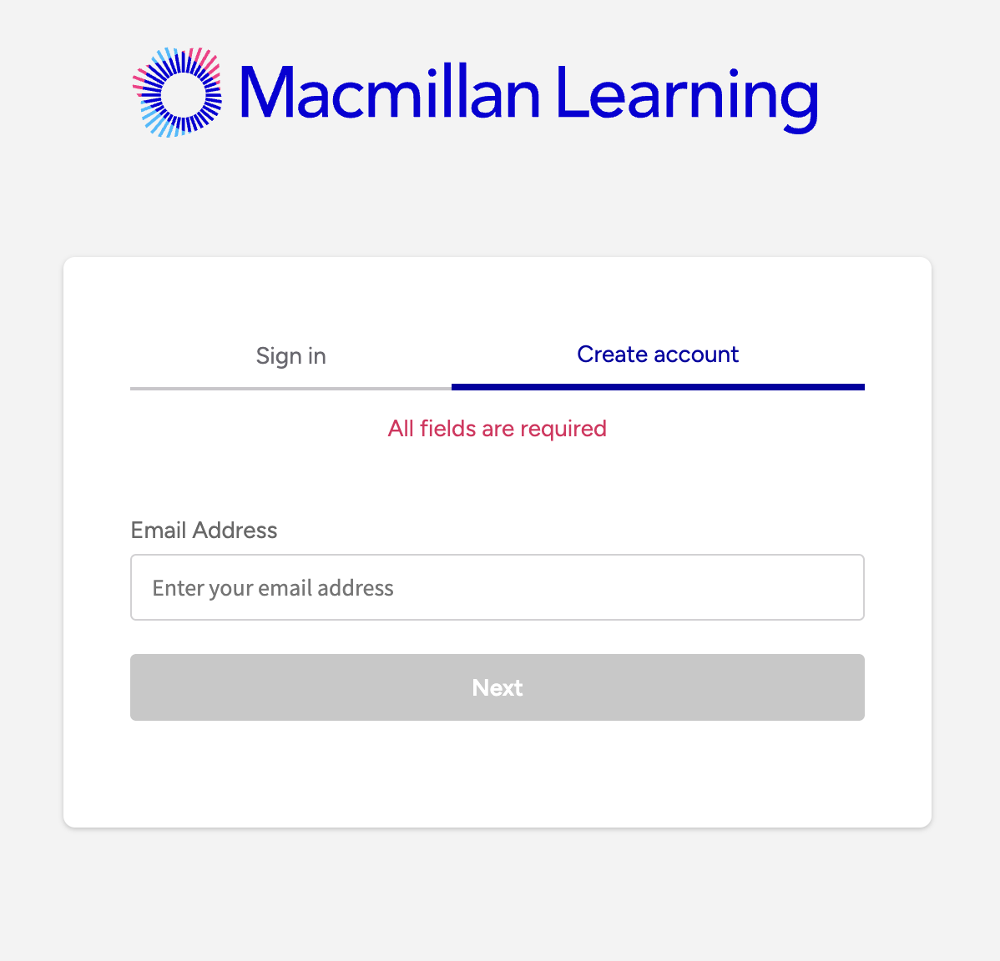 Macmillan Learning
Sign in
Create account
All fields are required
Email Address
Enter your email address
Next